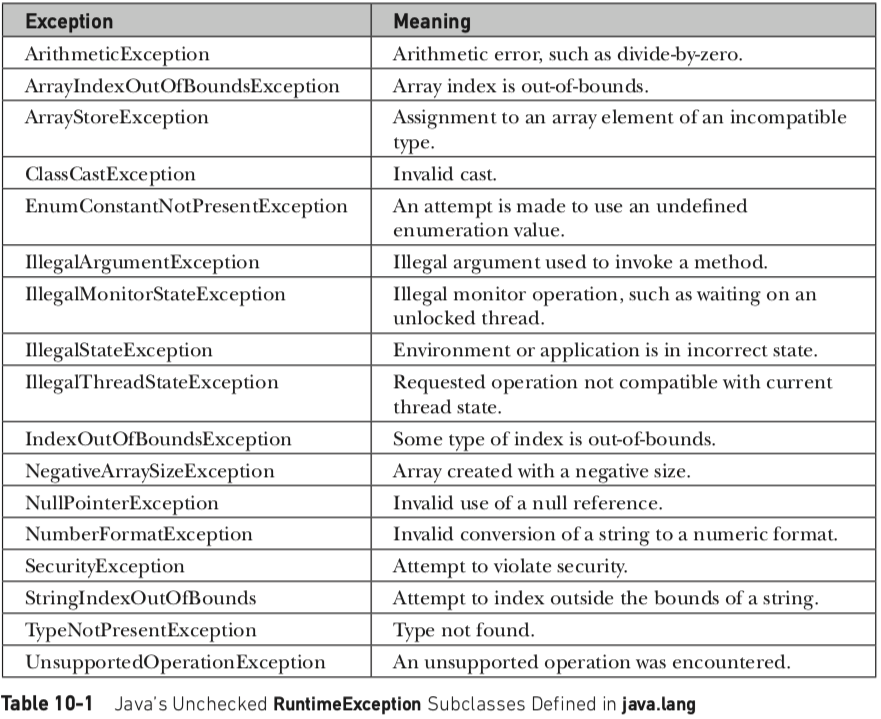 Exception Meaning
ArithmeticException Arithmetic error, such as divide-by-zero.
ArrayIndexOutOfBoundsException Array index is out-of-bounds.
ArrayStoreException Assignment to an array element of an incompatible
type.
ClassCastException Invalid cast.
EnumConstantNotPresentException An attempt is made to use an undefined
enumeration value.
IllegalArgumentException Illegal argument used to invoke a method.
IllegalMonitorStateException Illegal monitor operation, such as waiting on an
unlocked thread.
IllegalStateException Environment or application is in incorrect state.
IllegalThreadStateException Requested operation not compatible with current
thread state.
IndexOutOfBoundsException Some type of index is out-of-bounds.
NegativeArraySizeException Array created with a negative size.
NullPointerException Invalid use of a null reference.
NumberFormatException Invalid conversion of a string to a numeric format.
SecurityException Attempt to violate security.
StringIndexOutOfBounds Attempt to index outside the bounds of a string.
TypeNotPresentException Type not found.
UnsupportedOperationException An unsupported operation was encountered.
Table 10-1 Java's Unchecked RuntimeException Subclasses Defined in java.lang